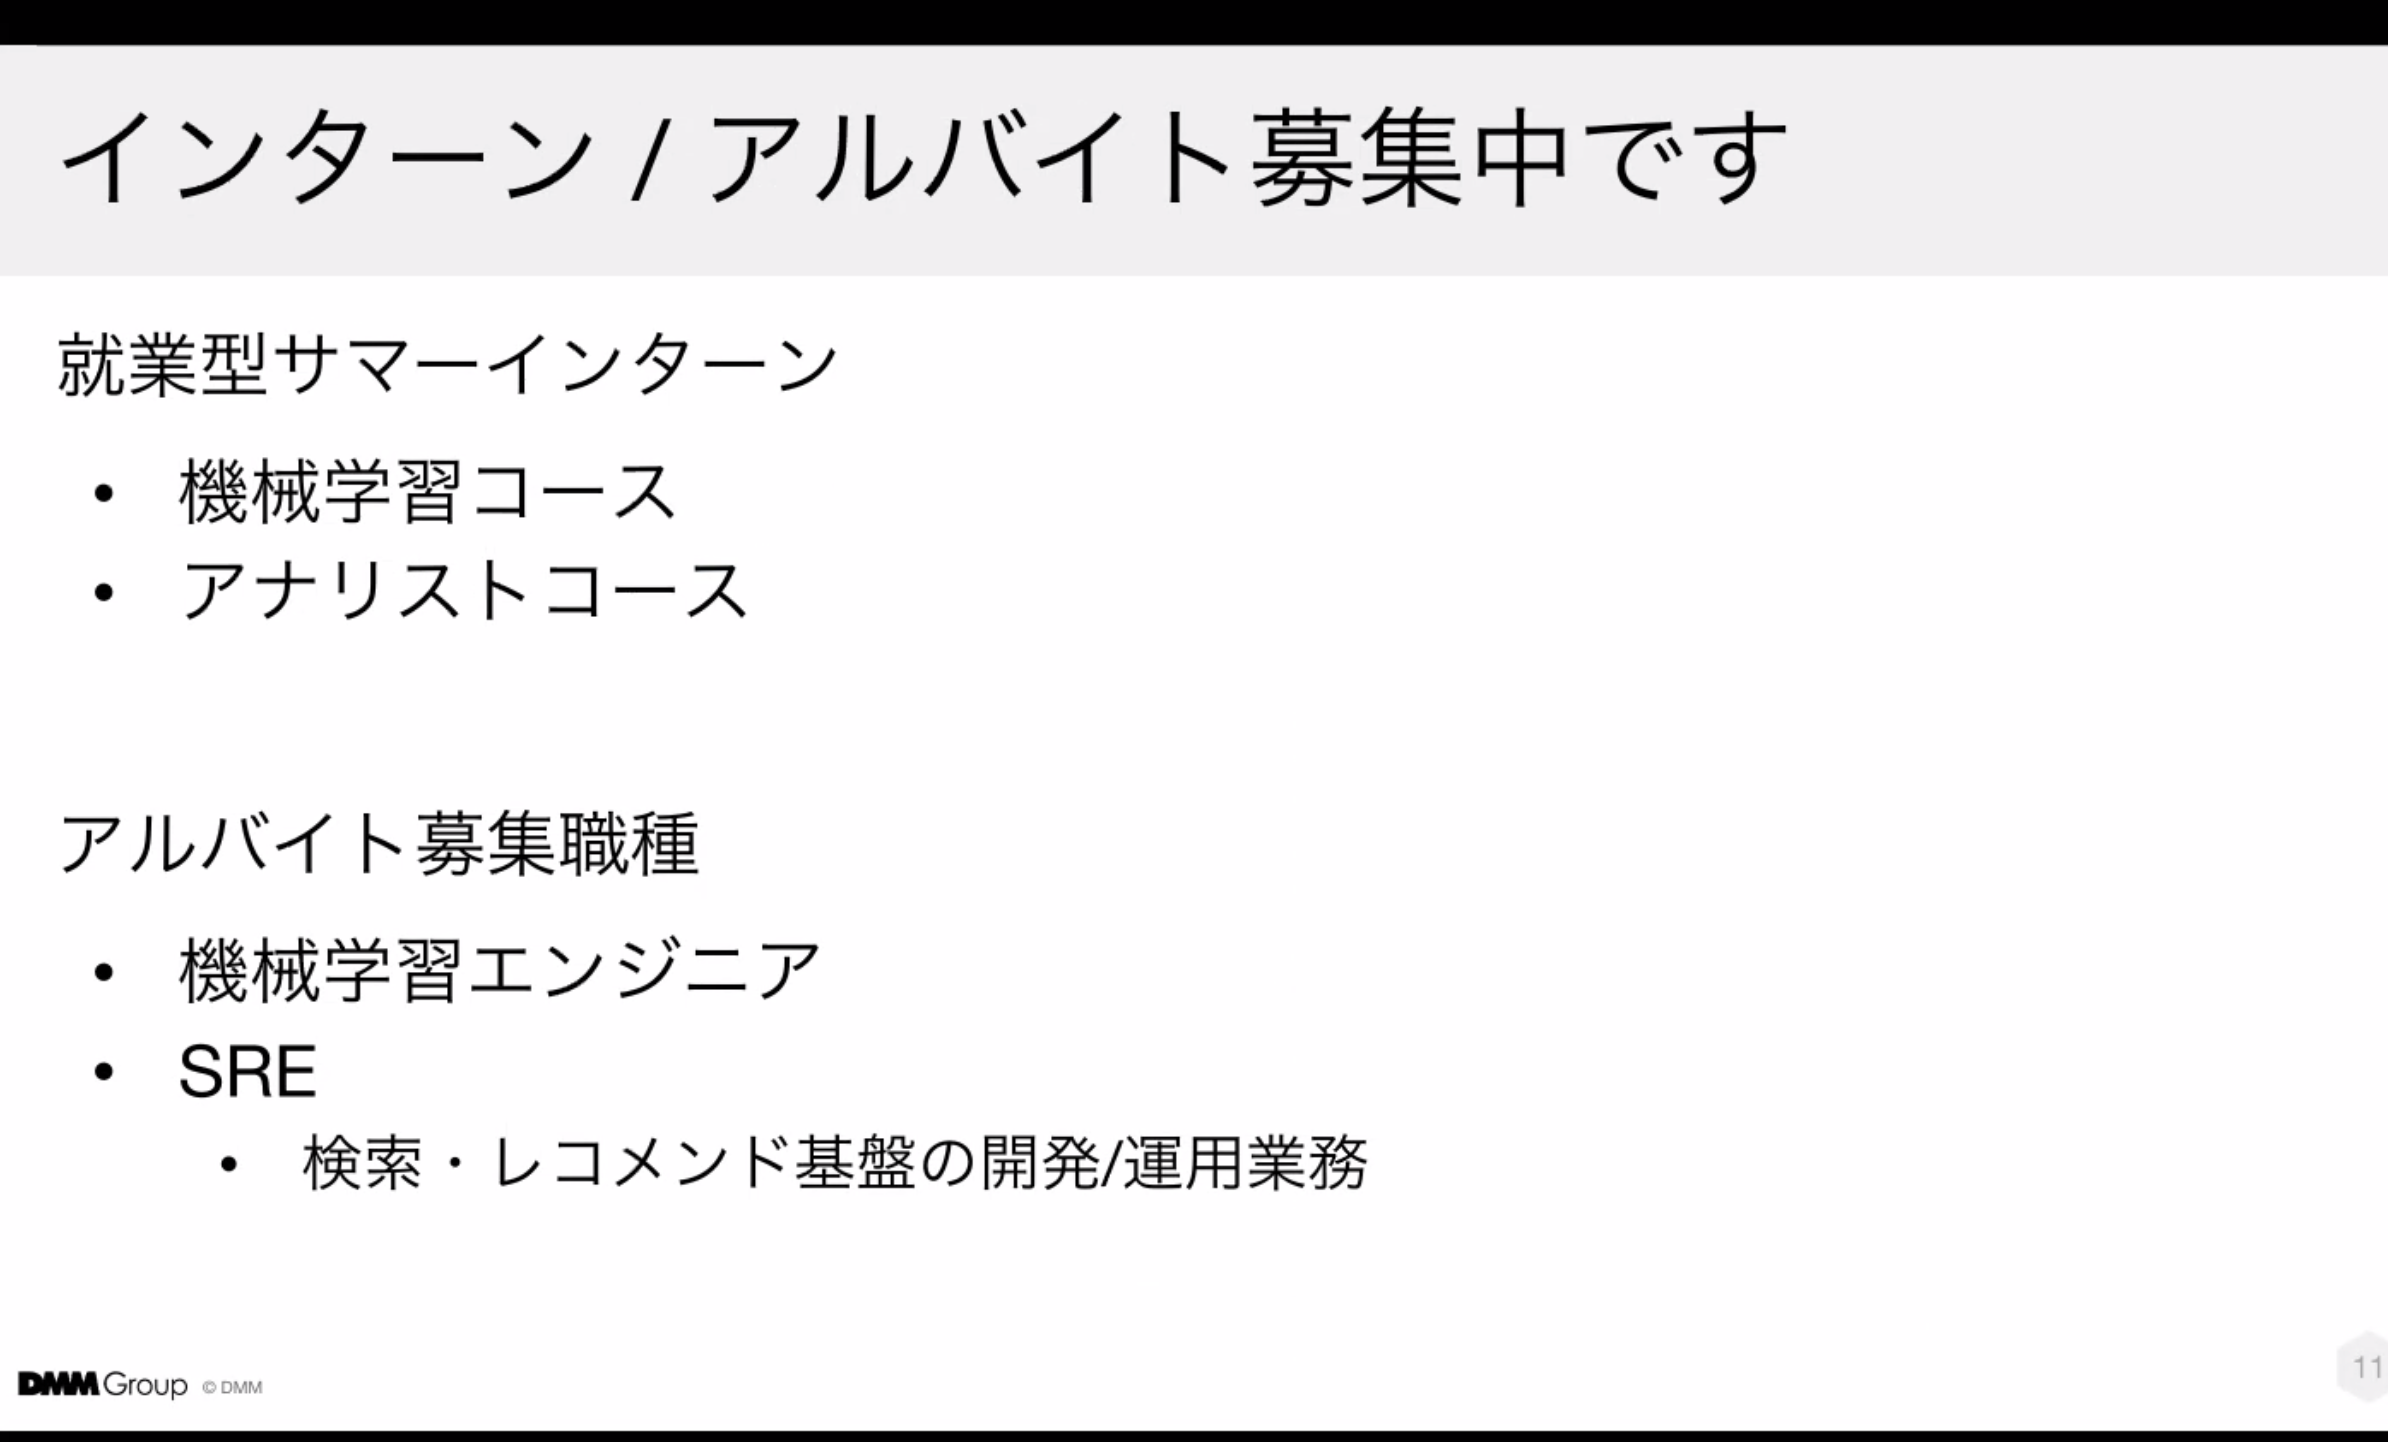 インターン / アルバイト募集中です
就業型サマーインターン
• 機械学習コース
• アナリストコース
アルバイト募集職種
• 機械学習エンジニア
• SRE
• 検索・レコメンド基盤の開発/運用業務
DMM Group © DMM
11